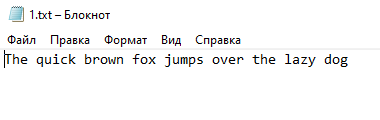 1.txt – Блокнот
Файл Правка Формат Вид Справка
The quick brown fox jumps over the lazy dog